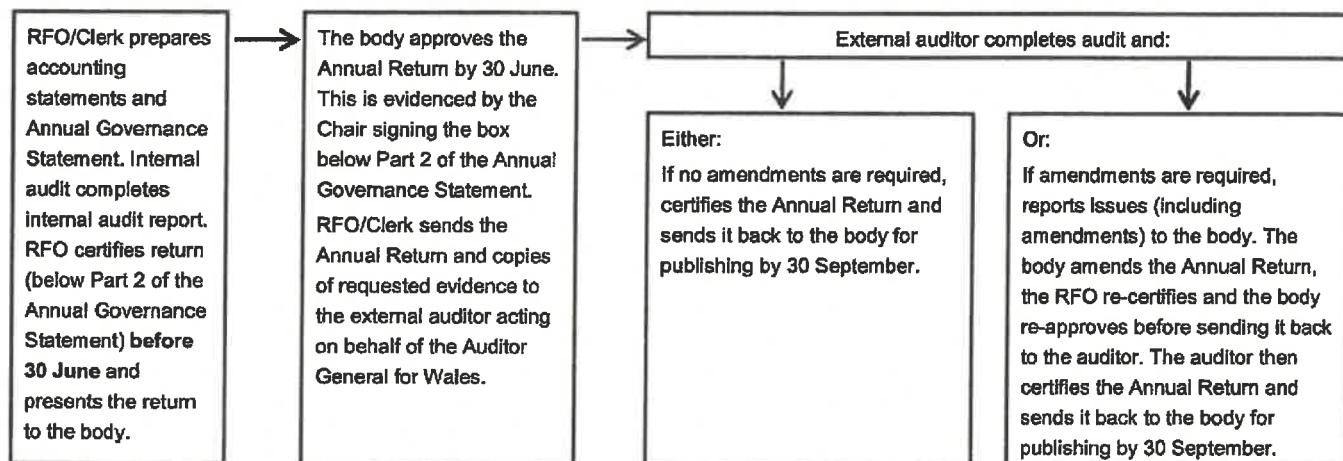 RFO/Clerk prepares
accounting
statements and
Annual Governance
Statement. Internal
audit completes
internal audit report.
RFO certifies return
(below Part 2 of the
Annual Governance
Statement) before
30 June and
presents the return
to the body.
The body approves the
Annual Return by 30 June.
This is evidenced by the
Chair signing the box
below Part 2 of the Annual
Governance Statement.
RFO/Clerk sends the
Annual Return and copies
of requested evidence to
the external auditor acting
on behalf of the Auditor
General for Wales.
External auditor completes audit and:
Either:
If no amendments are required,
certifies the Annual Return and
sends it back to the body for
publishing by 30 September.
Or:
If amendments are required,
reports issues (including
amendments) to the body. The
body amends the Annual Return,
the RFO re-certifies and the body
re-approves before sending it back
to the auditor. The auditor then
certifies the Annual Return and
sends it back to the body for
publishing by 30 September.